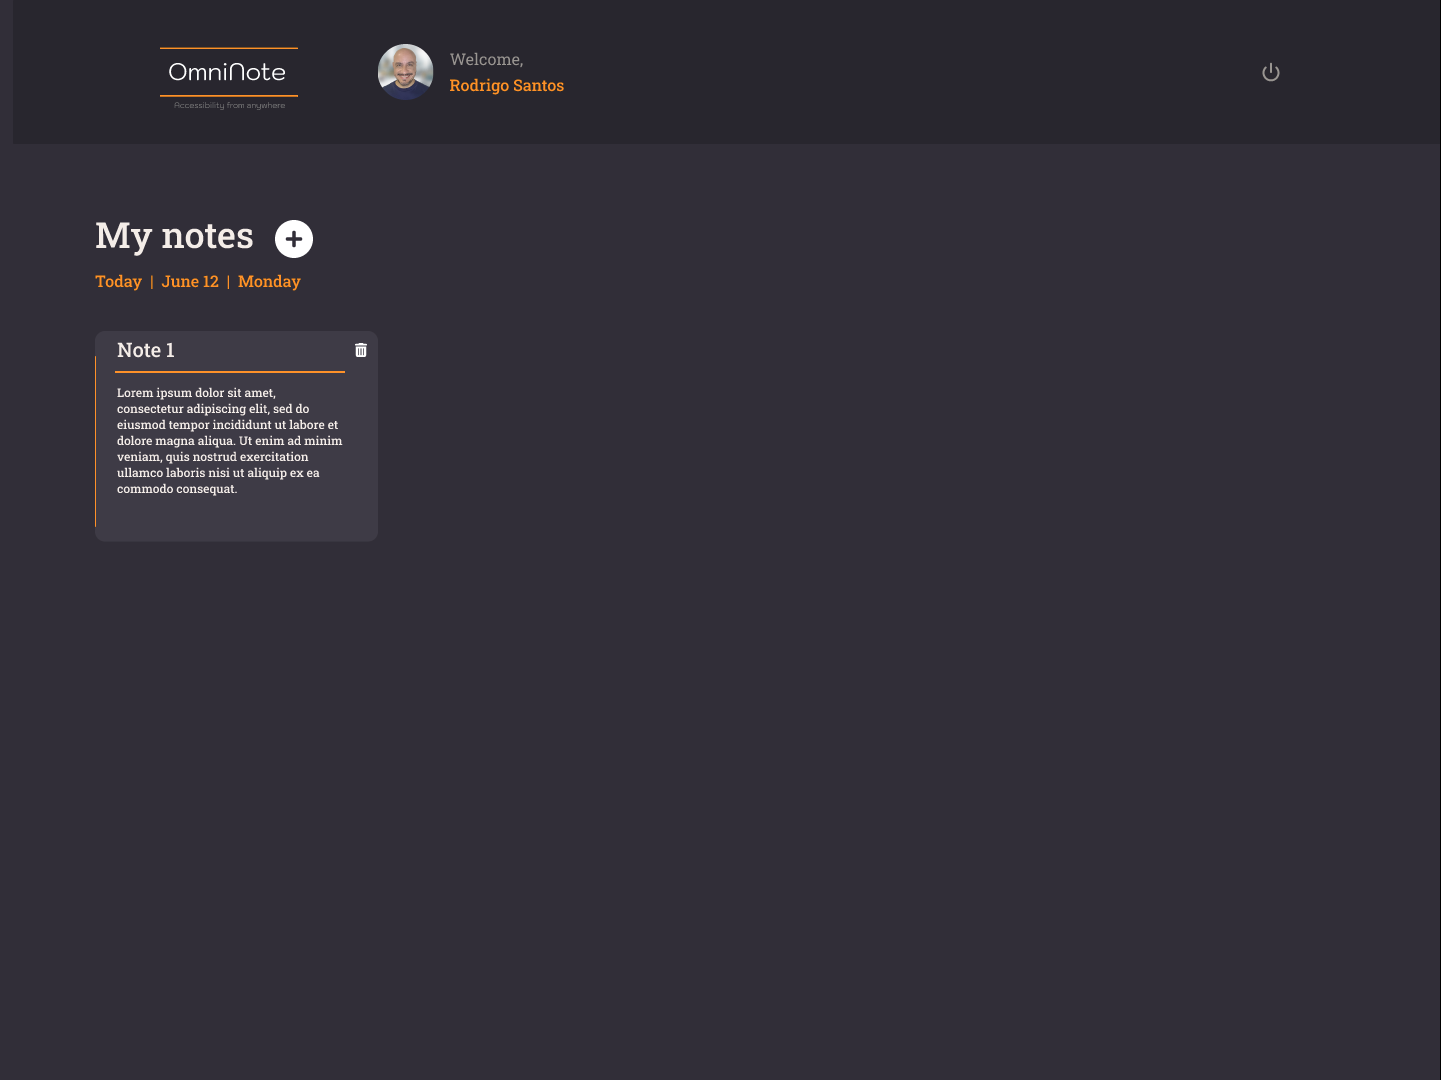 OmniNote
Accessibility from anywhere
Welcome,
Rodrigo Santos
My notes
Today | June 12 | Monday
Note 1
Lorem ipsum dolor sit amet,
consectetur adipiscing elit, sed do
eiusmod tempor incididunt ut labore et
dolore magna aliqua. Ut enim ad minim
veniam, quis nostrud exercitation
ullamco laboris nisi ut aliquip ex ea
commodo consequat.